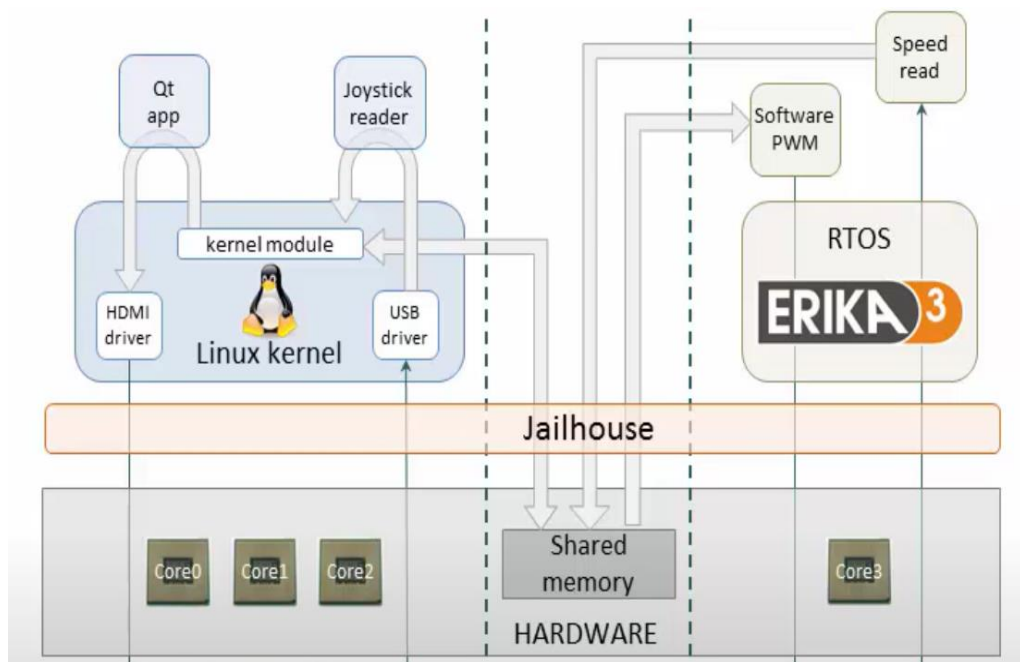 Speed
read
Qt
app
Joystick
reader
Software
PWM
kernel module
RTOS
ERIKA 3
HDMI
driver
USB
driver
Linux kernel
Jailhouse
Core0
Core1
Core2
Shared
memory
Core3
HARDWARE